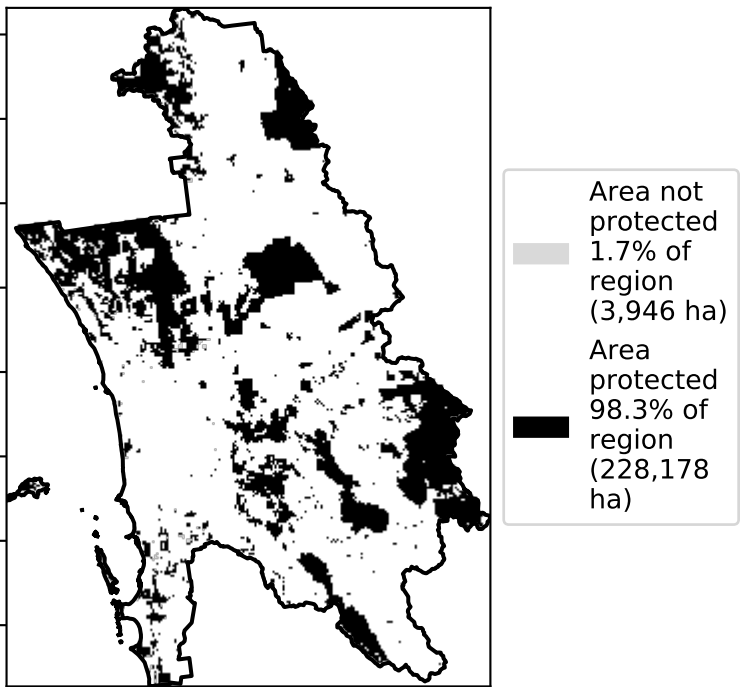 Area not
protected
1.7% of
region
(3,946 ha)
Area
protected
98.3% of
region
(228,178
ha)